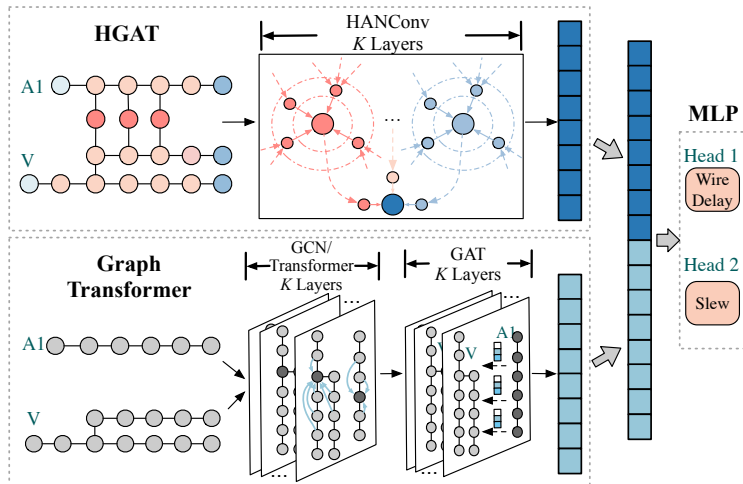 HGAT
HANConv
K Layers
A1
...
V
MLP
Head 1
Wire
Delay
Head 2
Slew
Graph
Transformer
GCN/
Transformer
K Layers
GAT
K Layers
...
...
A1
V
A1
V
V